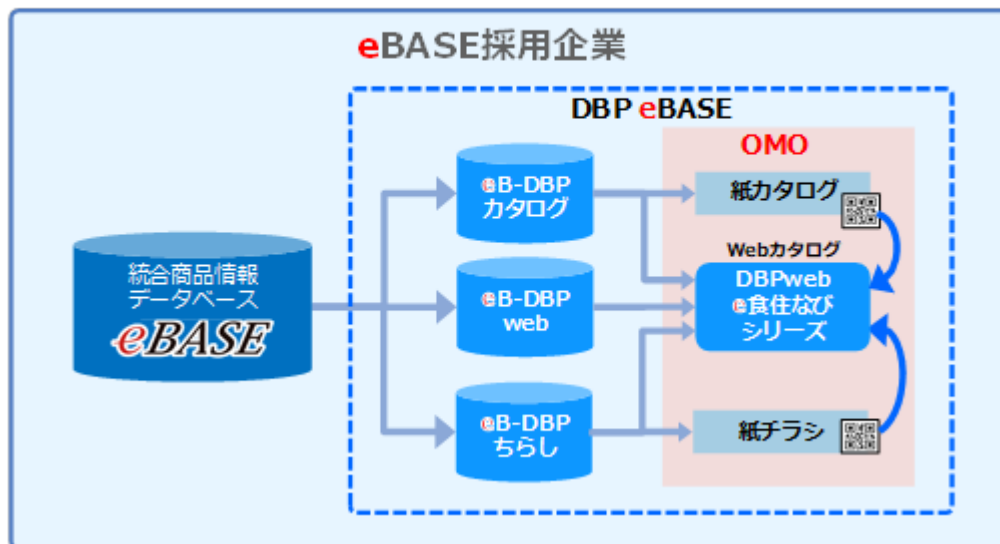 eBASE採用企業
DBP eBASE
OMO
eB-DBP
カタログ
紙カタログ
Webカタログ
統合商品情報
データベース
eBASE
eB-DBP
web
DBPweb
e食住なび
シリーズ
eB-DBP
ちらし
紙チラシ